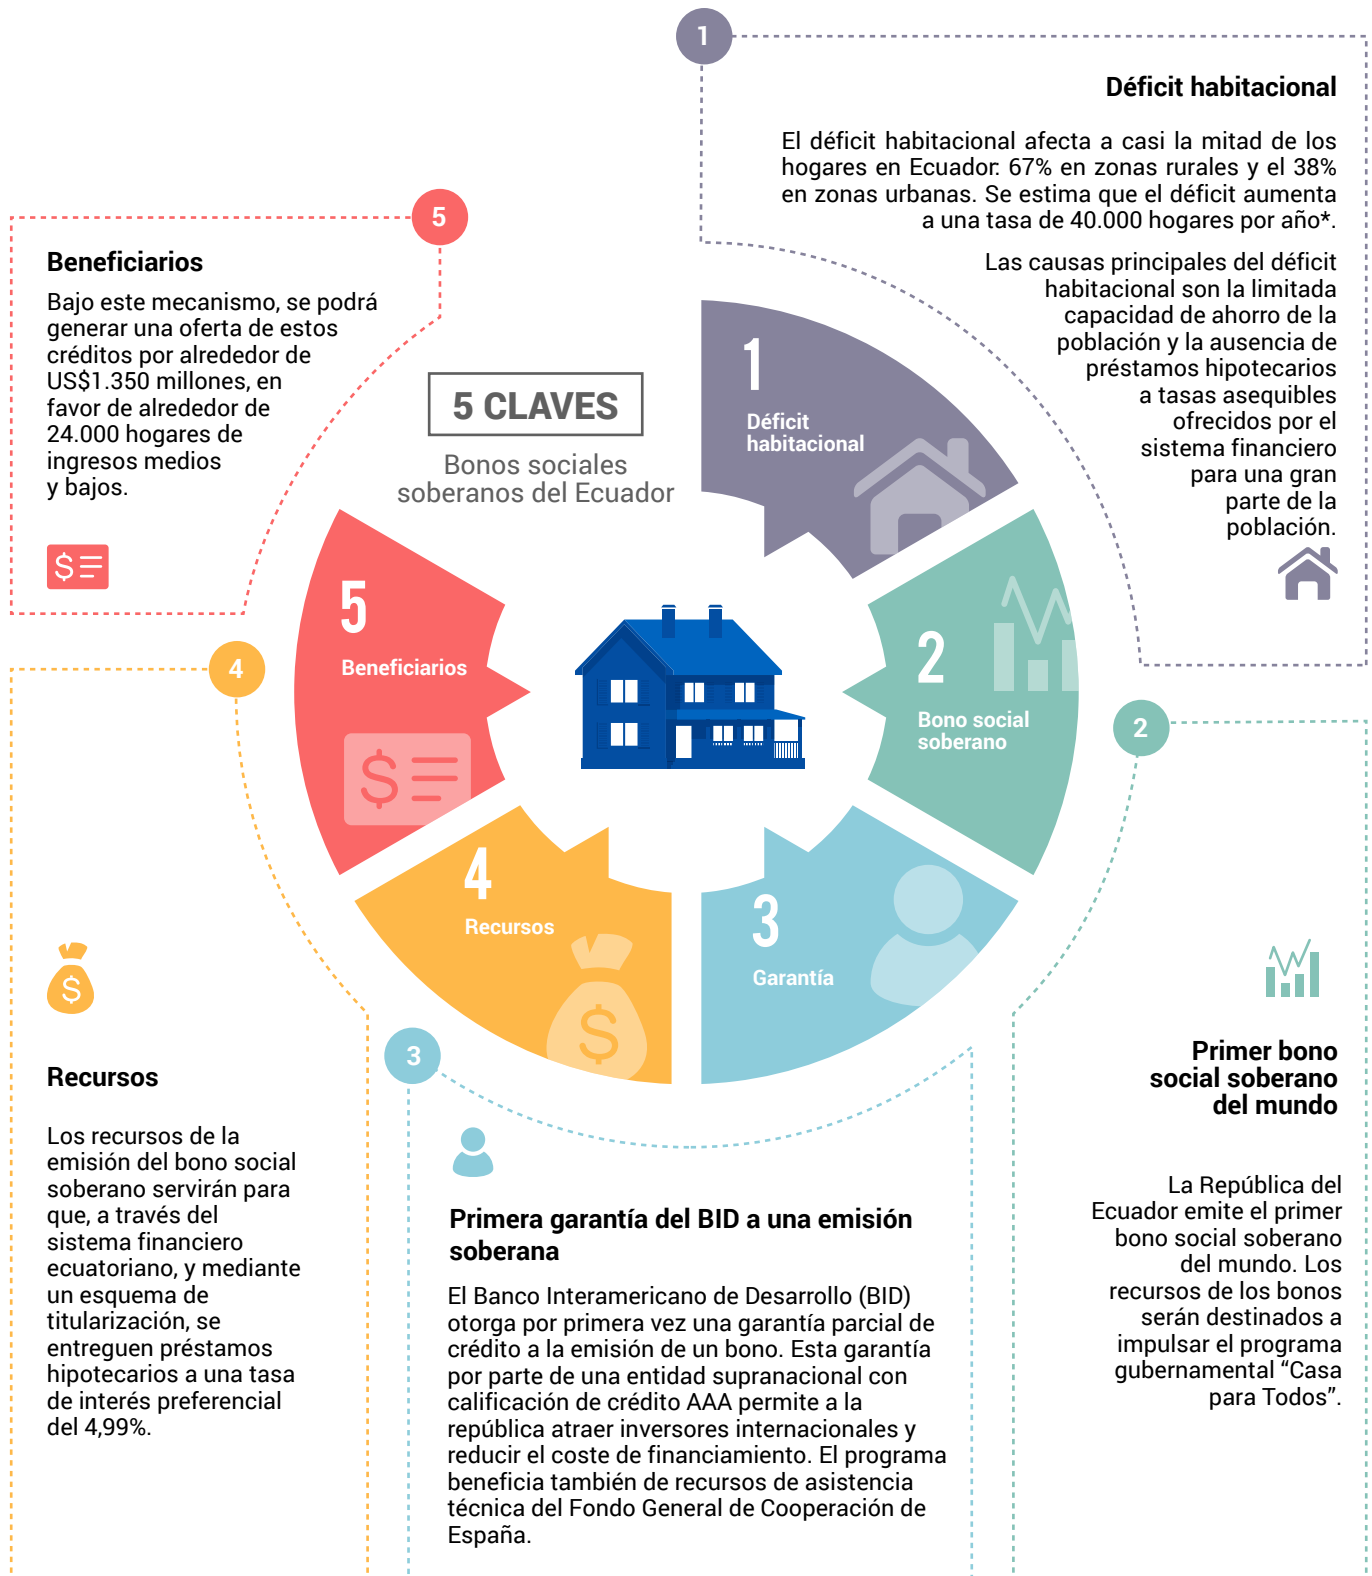 5 CLAVES
Bonos sociales
soberanos del Ecuador
1
Déficit
habitacional
2
Bono social
soberano
3
Garantía
4
Recursos
5
Beneficiarios
1
Déficit habitacional
El déficit habitacional afecta a casi la mitad de los
hogares en Ecuador: 67% en zonas rurales y el 38%
en zonas urbanas. Se estima que el déficit aumenta
a una tasa de 40.000 hogares por año*.
Las causas principales del déficit
habitacional son la limitada
capacidad de ahorro de la
población y la ausencia de
préstamos hipotecarios
a tasas asequibles
ofrecidos por el
sistema financiero
para una gran
parte de la
población.
2
Primer bono
social soberano
del mundo
La República del
Ecuador emite el primer
bono social soberano
del mundo. Los
recursos de los bonos
serán destinados a
impulsar el programa
gubernamental “Casa
para Todos”.
3
Primera garantía del BID a una emisión
soberana
El Banco Interamericano de Desarrollo (BID)
otorga por primera vez una garantía parcial de
crédito a la emisión de un bono. Esta garantía
por parte de una entidad supranacional con
calificación de crédito AAA permite a la
república atraer inversores internacionales y
reducir el coste de financiamiento. El programa
beneficia también de recursos de asistencia
técnica del Fondo General de Cooperación de
España.
4
Recursos
Los recursos de la
emisión del bono social
soberano servirán para
que, a través del
sistema financiero
ecuatoriano, y mediante
un esquema de
titularización, se
entreguen préstamos
hipotecarios a una tasa
de interés preferencial
del 4,99%.
5
Beneficiarios
Bajo este mecanismo, se podrá
generar una oferta de estos
créditos por alrededor de
US$1.350 millones, en
favor de alrededor de
24.000 hogares de
ingresos medios
y bajos.
$
$
$
$